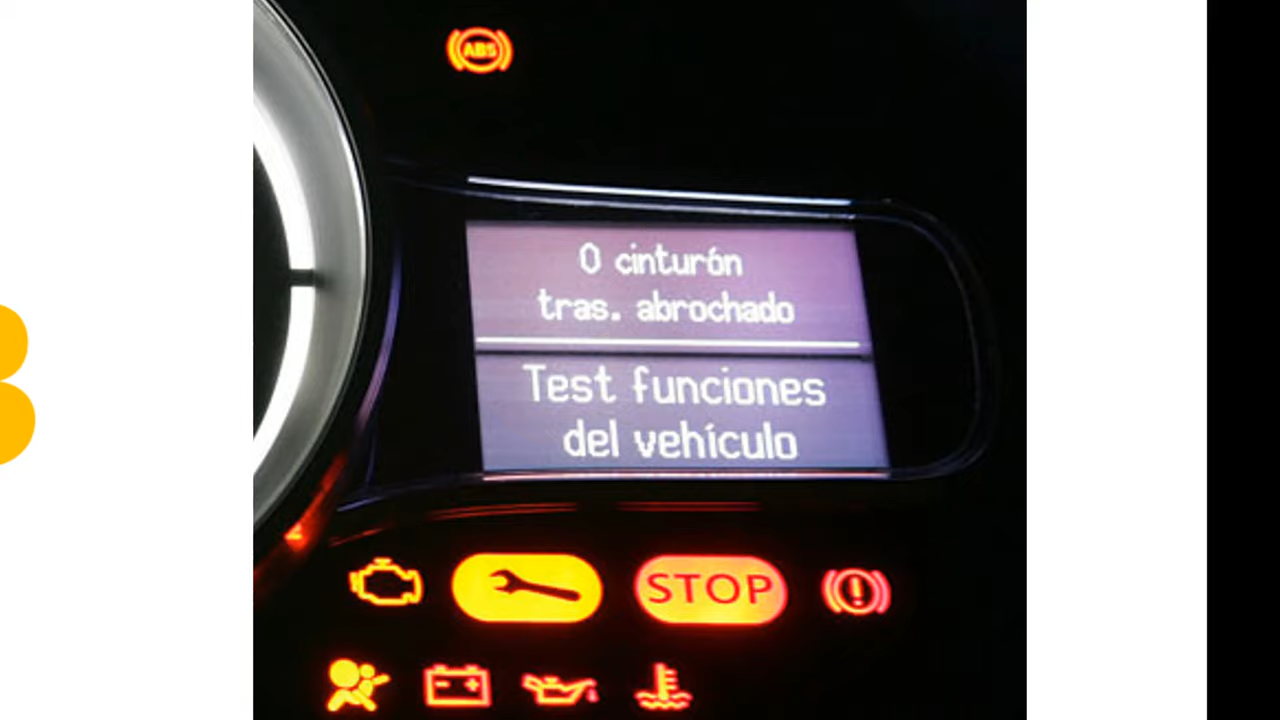 ABS
0 cinturón
tras. abrochado
Test funciones
del vehículo
STOP